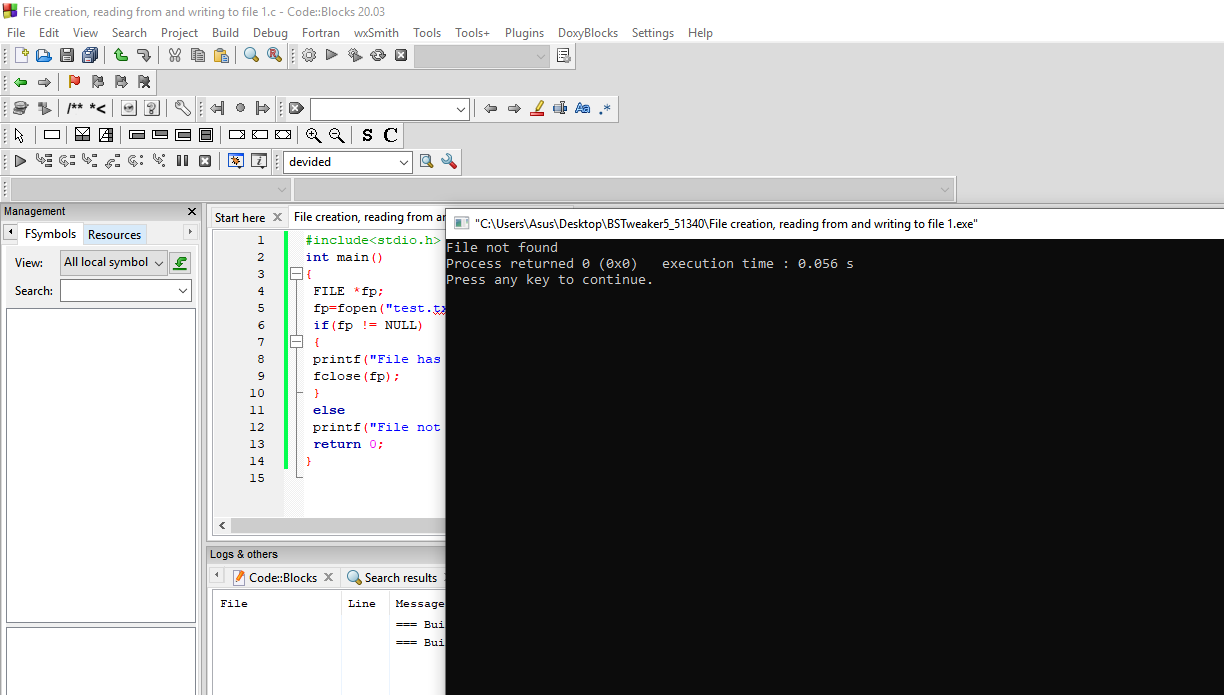 File creation, reading from and writing to file 1.c - Code::Blocks 20.03
File Edit View Search Project Build Debug Fortran wxSmith Tools Tools+ Plugins DoxyBlocks Settings Help
/** *<
Aa .*
S C
devided
Management
Start here
File creation, reading from ar
"C:\Users\Asus\Desktop\BSTweaker5_51340\File creation, reading from and writing to file 1.exe"
FSymbols Resources
View: All local symbol
Search:
File not found
Process returned 0 (0x0)   execution time : 0.056 s
Press any key to continue.
1 #include<stdio.h>
2 int main()
3 {
4 FILE *fp;
5 fp=fopen("test.tx
6 if(fp != NULL)
7 {
8 printf("File has
9 fclose(fp);
10 }
11 else
12 printf("File not
13 return 0;
14 }
15
Logs & others
Code::Blocks Search results
File Line Message
=== Bui
=== Bui